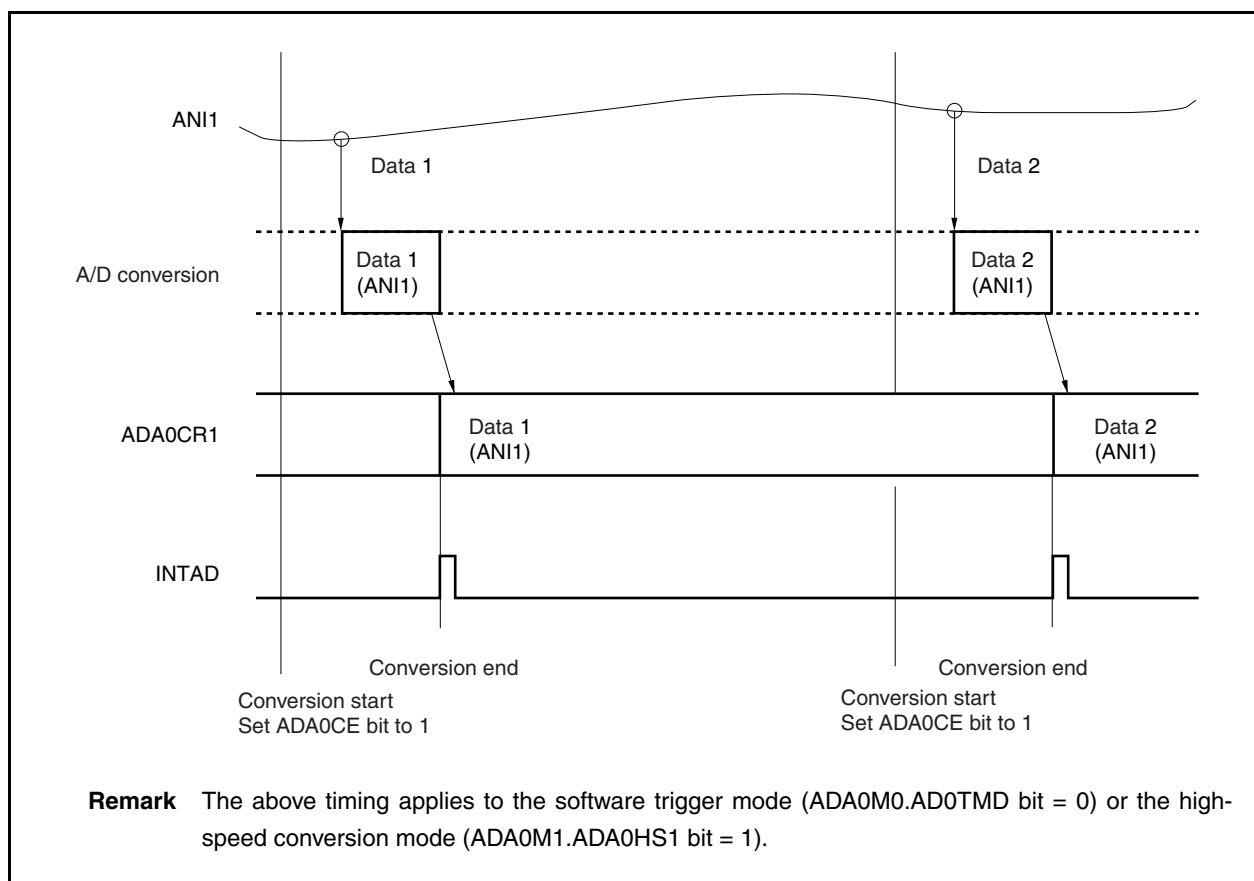 ANI1
Data 1
Data 2
A/D conversion
Data 1
(ANI1)
Data 2
(ANI1)
ADA0CR1
Data 1
(ANI1)
Data 2
(ANI1)
INTAD
Conversion end
Conversion end
Conversion start
Set ADA0CE bit to 1
Conversion start
Set ADA0CE bit to 1
Remark The above timing applies to the software trigger mode (ADA0M0.AD0TMD bit = 0) or the high-
speed conversion mode (ADA0M1.ADA0HS1 bit = 1).